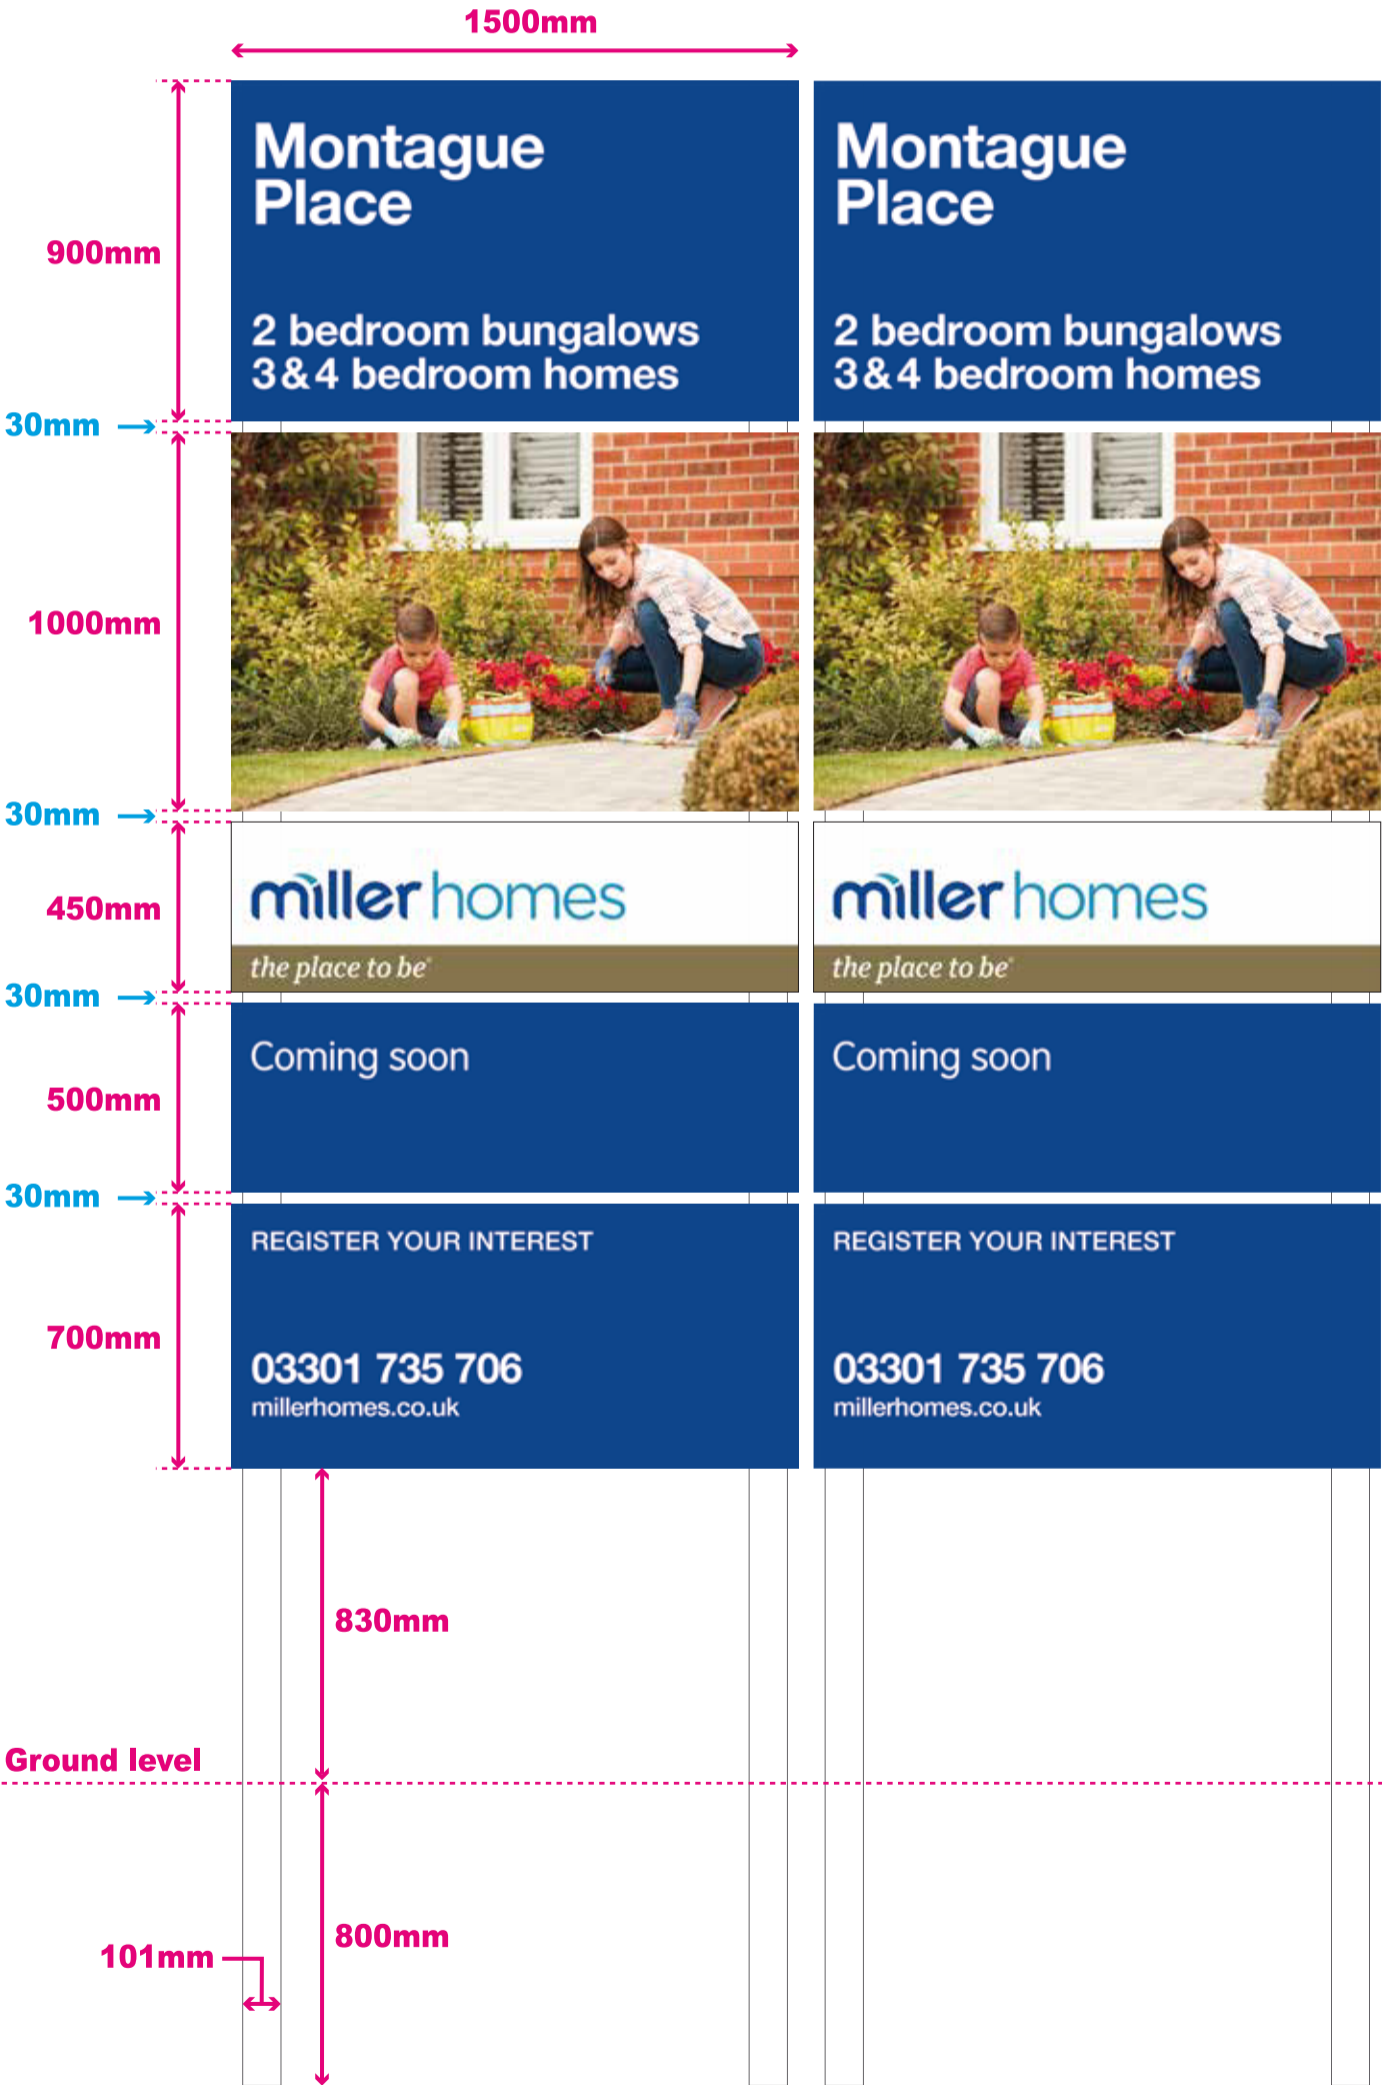 1500mm
Montague
Place
2 bedroom bungalows
3&4 bedroom homes
Montague
Place
2 bedroom bungalows
3&4 bedroom homes
900mm
30mm
1000mm
30mm
miller homes
the place to be®
miller homes
the place to be®
450mm
30mm
Coming soon
Coming soon
500mm
30mm
REGISTER YOUR INTEREST
03301 735 706
millerhomes.co.uk
REGISTER YOUR INTEREST
03301 735 706
millerhomes.co.uk
700mm
830mm
Ground level
800mm
101mm